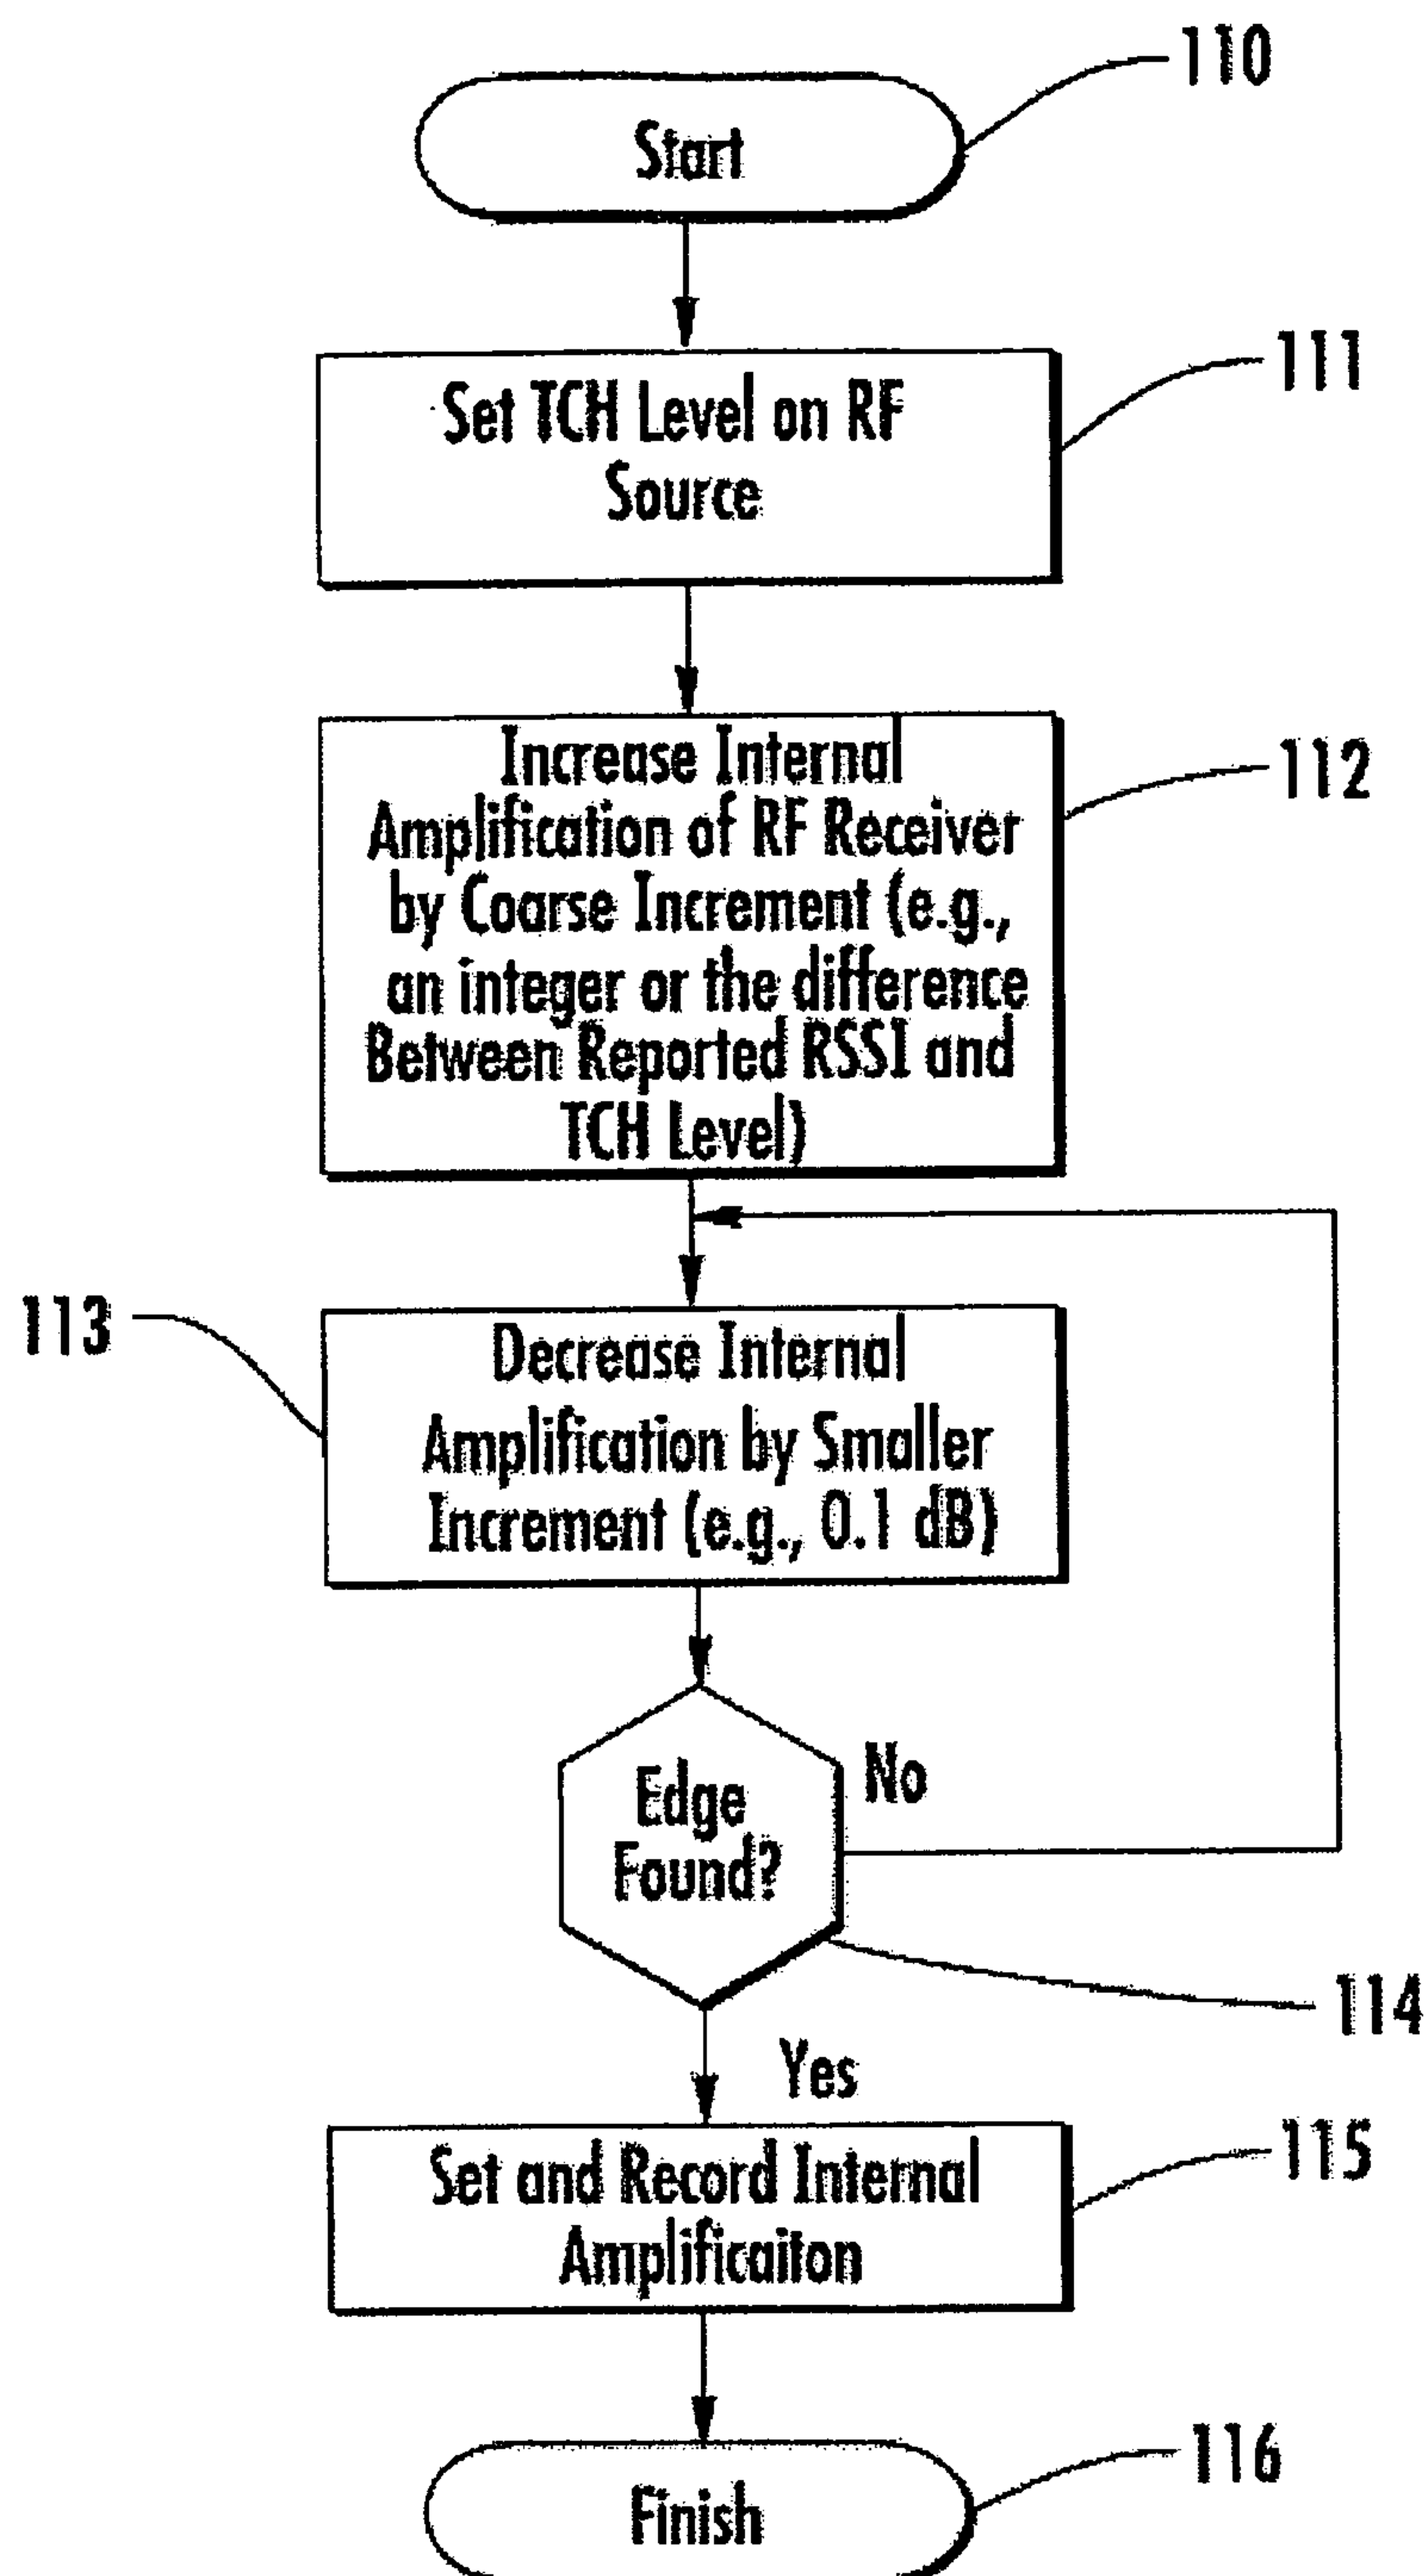 110
Start
111
Set TCH Level on RF
Source
112
Increase Internal
Amplification of RF Receiver
by Coarse Increment (e.g.,
an integer or the difference
Between Reported RSSI and
TCH Level)
113
Decrease Internal
Amplification by Smaller
Increment (e.g., 0.1 dB)
Edge
Found?
No
114
Yes
115
Set and Record Internal
Amplificaiton
116
Finish